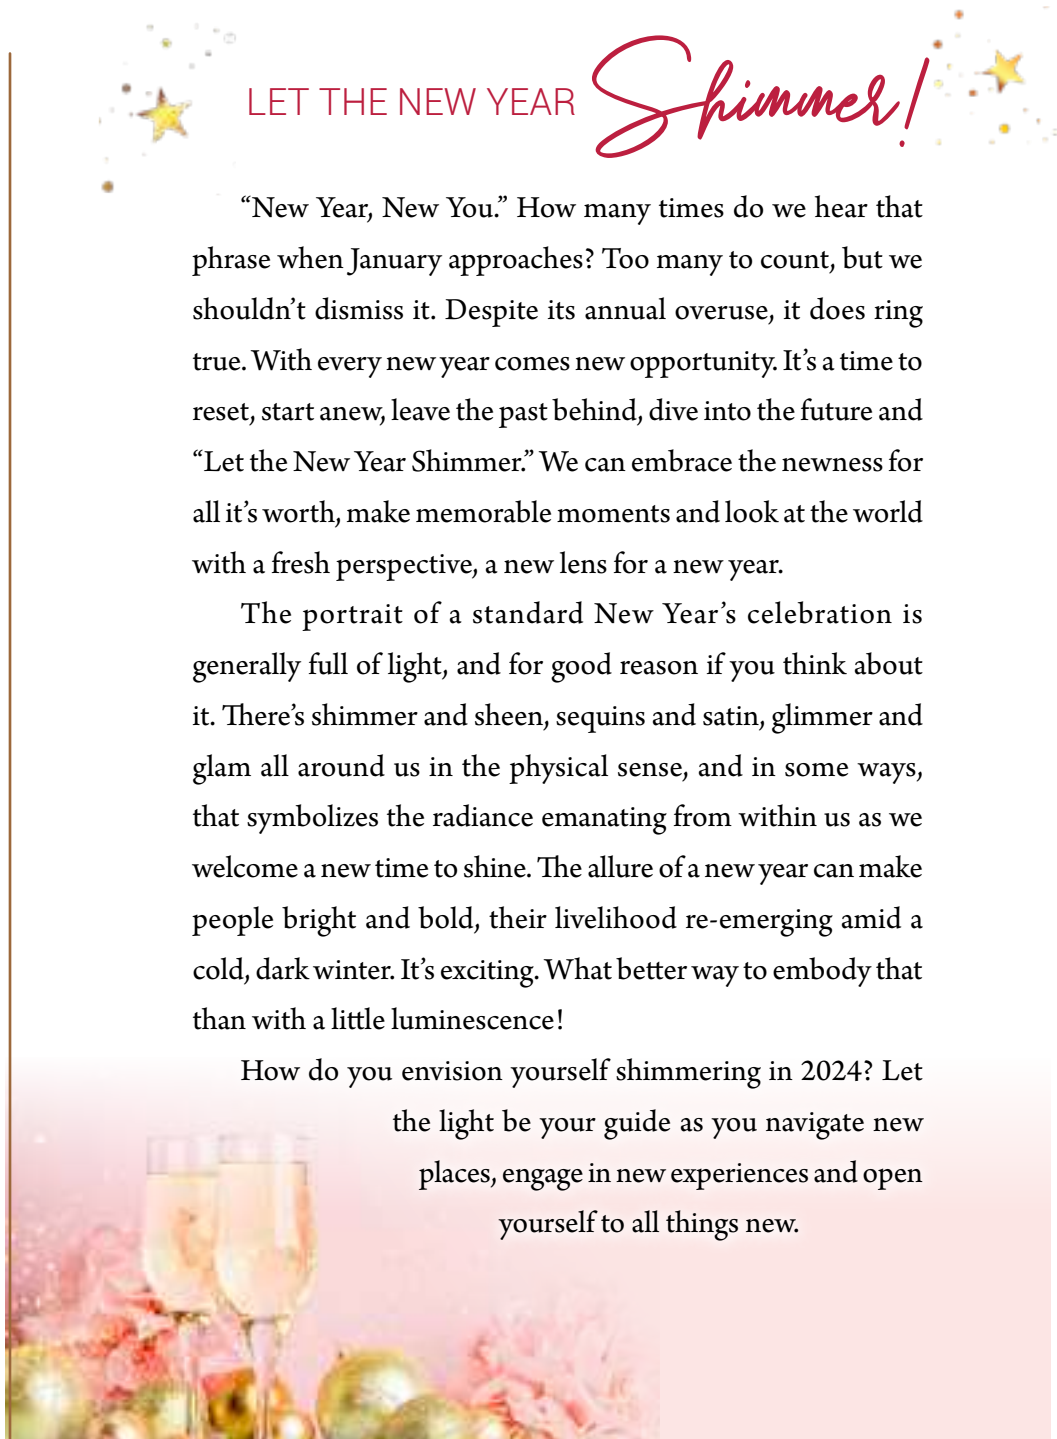 LET THE NEW YEAR Shimmer!
“New Year, New You.” How many times do we hear that
phrase when January approaches? Too many to count, but we
shouldn’t dismiss it. Despite its annual overuse, it does ring
true. With every new year comes new opportunity. It’s a time to
reset, start anew, leave the past behind, dive into the future and
“Let the New Year Shimmer.” We can embrace the newness for
all it’s worth, make memorable moments and look at the world
with a fresh perspective, a new lens for a new year.
The portrait of a standard New Year’s celebration is
generally full of light, and for good reason if you think about
it. There’s shimmer and sheen, sequins and satin, glimmer and
glam all around us in the physical sense, and in some ways,
that symbolizes the radiance emanating from within us as we
welcome a new time to shine. The allure of a new year can make
people bright and bold, their livelihood re-emerging amid a
cold, dark winter. It’s exciting. What better way to embody that
than with a little luminescence!
How do you envision yourself shimmering in 2024? Let
the light be your guide as you navigate new
places, engage in new experiences and open
yourself to all things new.